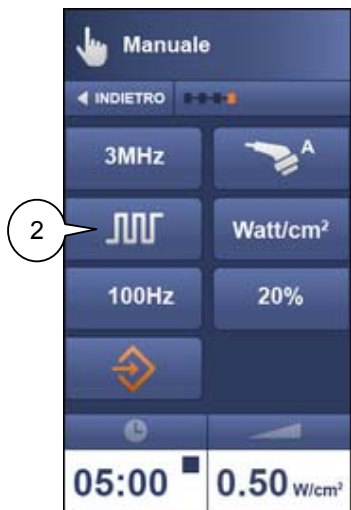 Manuale
INDIETRO
3MHz A
2
Watt/cm²
100Hz 20%
05:00 0.50 W/cm²